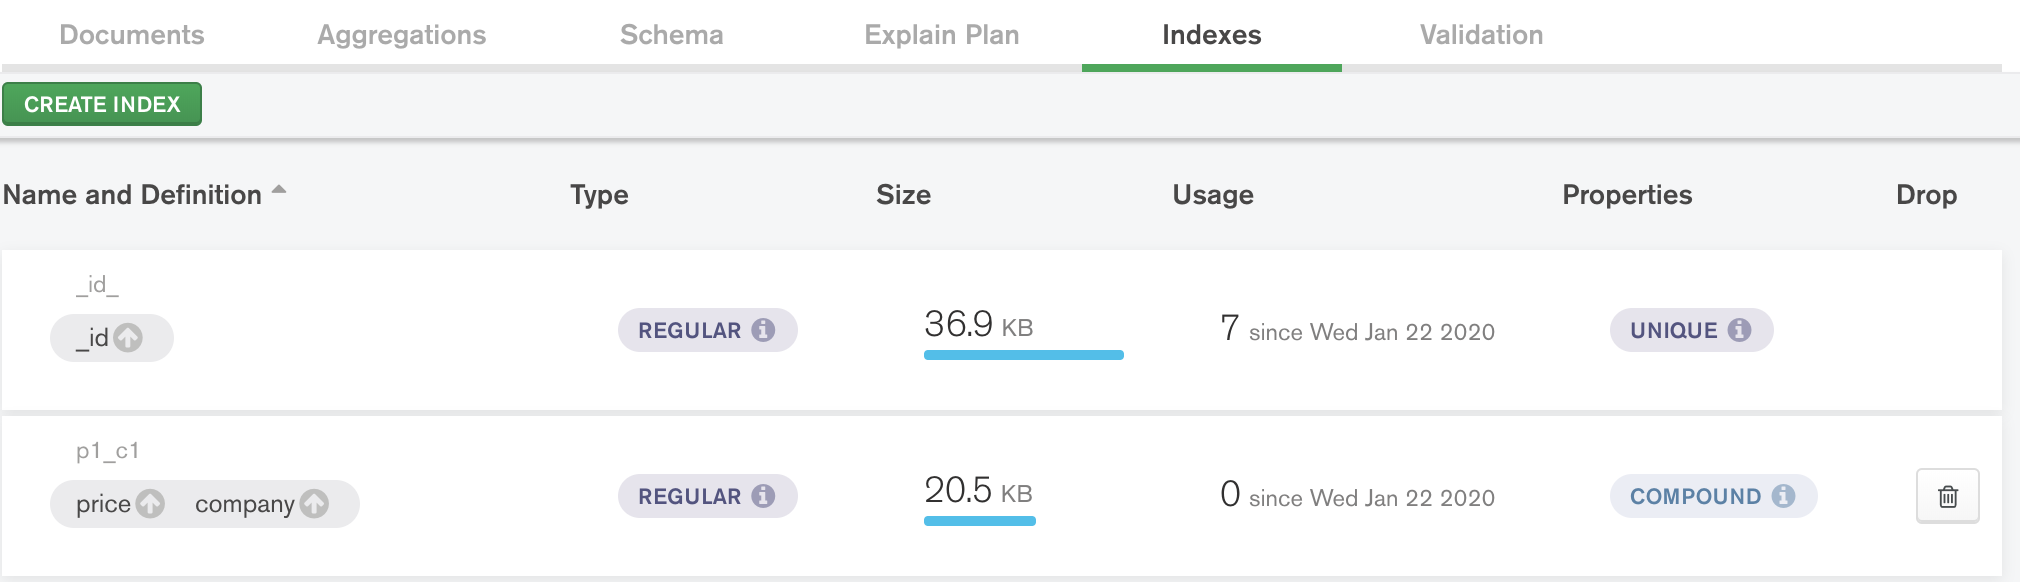 Documents Aggregations Schema Explain Plan Indexes Validation
CREATE INDEX
Name and Definition Type Size Usage Properties Drop
_id_
_id REGULAR 36.9 KB 7 since Wed Jan 22 2020 UNIQUE
p1_c1
price company REGULAR 20.5 KB 0 since Wed Jan 22 2020 COMPOUND